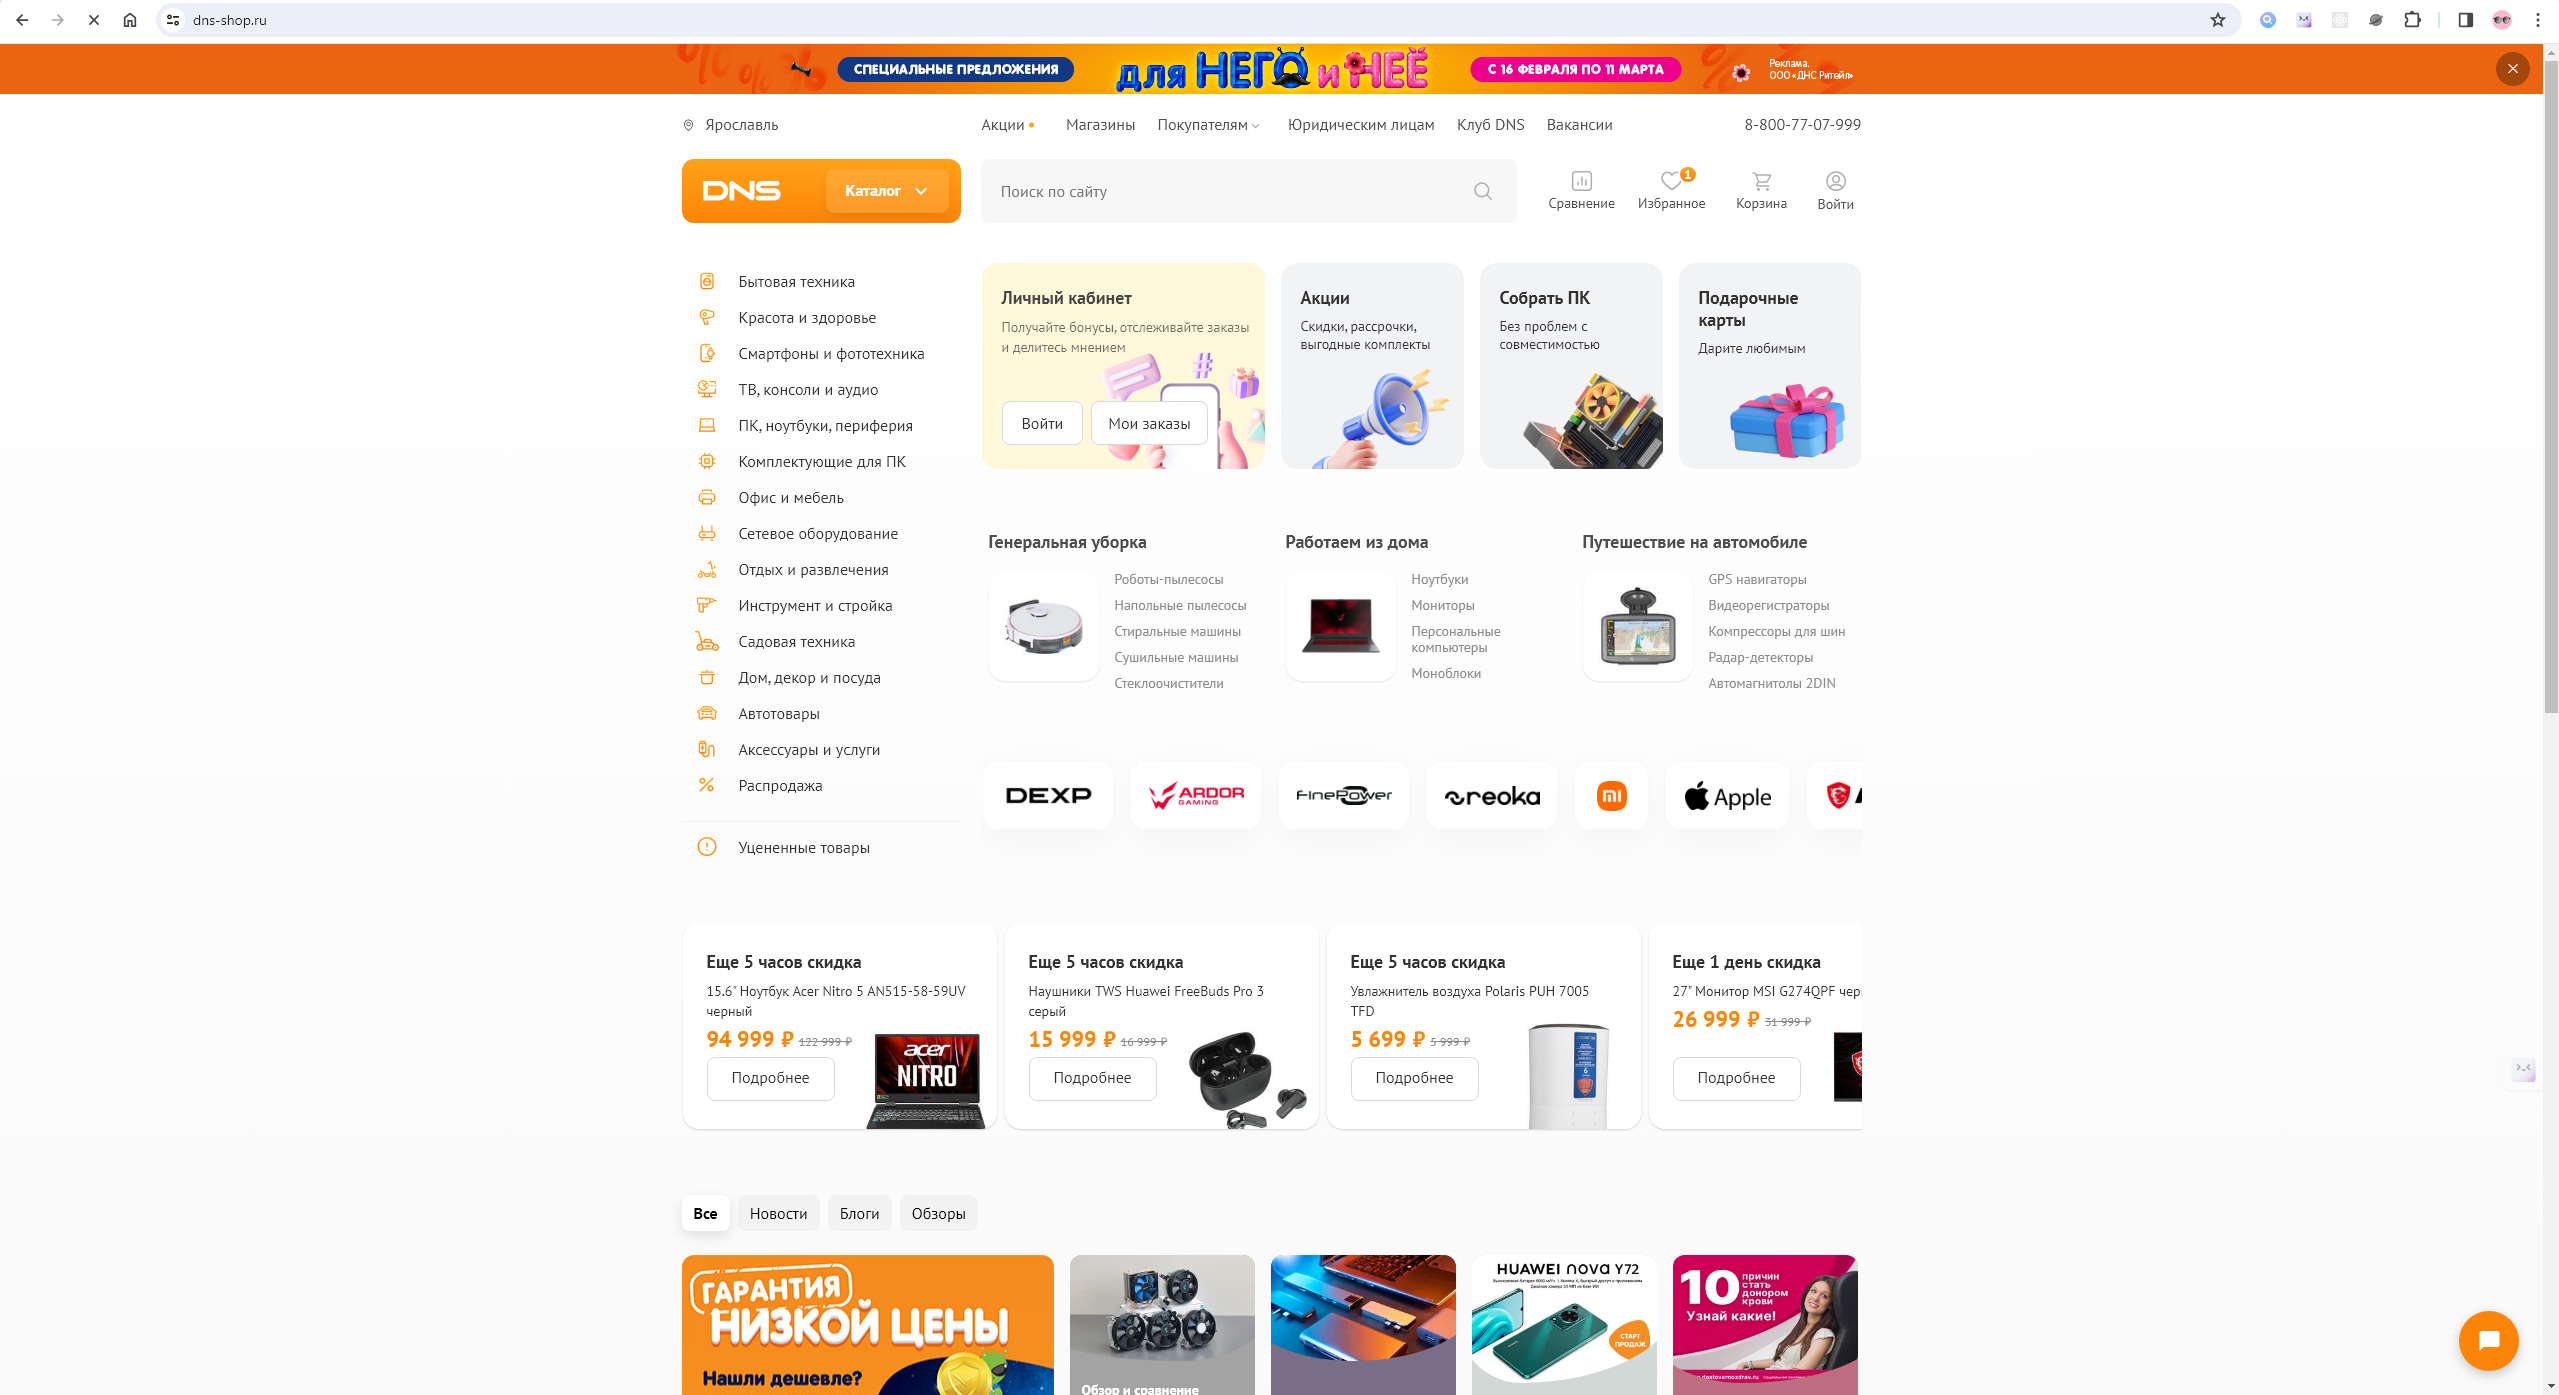 dns-shop.ru
СПЕЦИАЛЬНЫЕ ПРЕДЛОЖЕНИЯ
для НЕГО и НЕЁ
С 16 ФЕВРАЛЯ ПО 11 МАРТА
Реклама.
ООО «ДНС Ритейл»
Ярославль
Акции
Магазины
Покупателям
Юридическим лицам
Клуб DNS
Вакансии
8-800-77-07-999
DNS
Каталог
Поиск по сайту
Сравнение
1
Избранное
Корзина
Войти
Бытовая техника
Красота и здоровье
Смартфоны и фототехника
ТВ, консоли и аудио
ПК, ноутбуки, периферия
Комплектующие для ПК
Офис и мебель
Сетевое оборудование
Отдых и развлечения
Инструмент и стройка
Садовая техника
Дом, декор и посуда
Автотовары
Аксессуары и услуги
Распродажа
Уцененные товары
Личный кабинет
Получайте бонусы, отслеживайте заказы
и делитесь мнением
Войти
Мои заказы
Акции
Скидки, рассрочки,
выгодные комплекты
Собрать ПК
Без проблем с
совместимостью
Подарочные
карты
Дарите любимым
Генеральная уборка
Роботы-пылесосы
Напольные пылесосы
Стиральные машины
Сушильные машины
Стеклоочистители
Работаем из дома
Ноутбуки
Мониторы
Персональные
компьютеры
Моноблоки
Путешествие на автомобиле
GPS навигаторы
Видеорегистраторы
Компрессоры для шин
Радар-детекторы
Автомагнитолы 2DIN
DEXP
ARDOR
GAMING
FinePower
reoka
Apple
Еще 5 часов скидка
15.6" Ноутбук Acer Nitro 5 AN515-58-59UV
черный
94 999 ₽ 122 999 ₽
Подробнее
acer
NITRO
Еще 5 часов скидка
Наушники TWS Huawei FreeBuds Pro 3
серый
15 999 ₽ 16 999 ₽
Подробнее
Еще 5 часов скидка
Увлажнитель воздуха Polaris PUH 7005
TFD
5 699 ₽ 5 999 ₽
Подробнее
Еще 1 день скидка
27" Монитор MSI G274QPF чер
26 999 ₽ 31 999 ₽
Подробнее
Все
Новости
Блоги
Обзоры
ГАРАНТИЯ
НИЗКОЙ ЦЕНЫ
Нашли дешевле?
Обзор и сравнение
HUAWEI nova Y72
СТАРТ
ПРОДАЖ
10 причин
стать
донором
крови
Узнай какие!